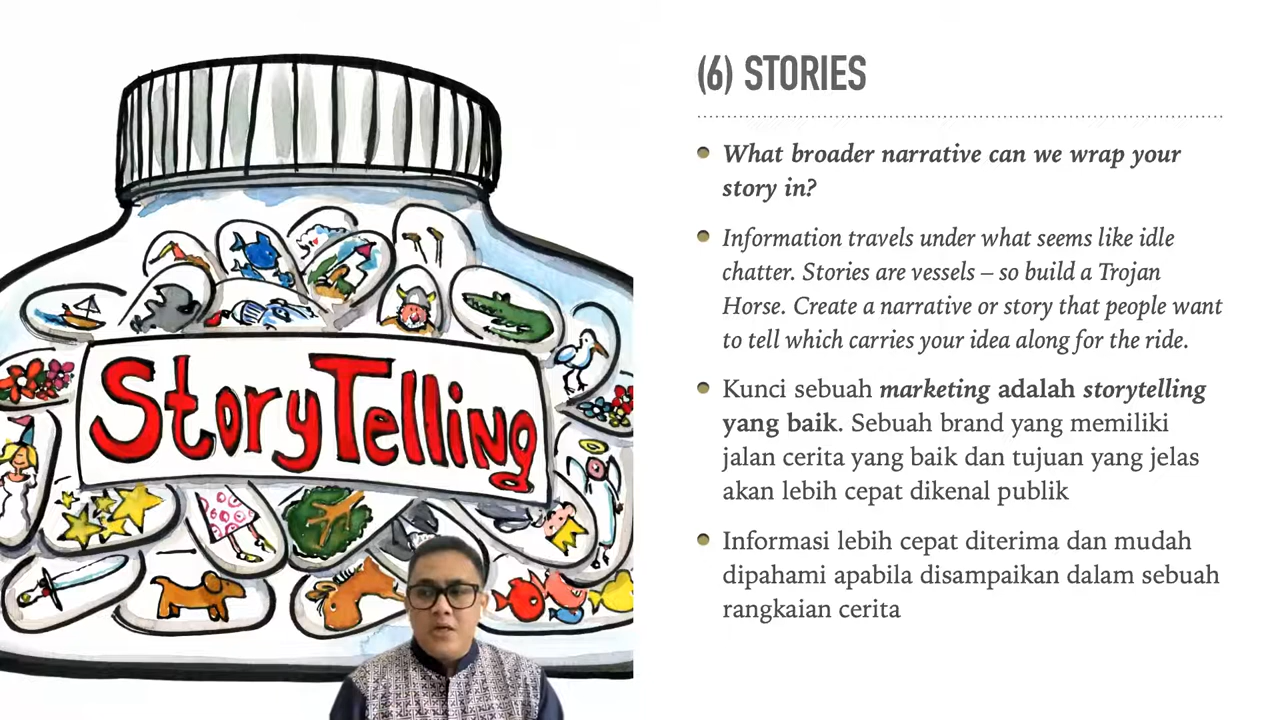 StoryTelling
(6) STORIES
What broader narrative can we wrap your
story in?
Information travels under what seems like idle
chatter. Stories are vessels – so build a Trojan
Horse. Create a narrative or story that people want
to tell which carries your idea along for the ride.
Kunci sebuah marketing adalah storytelling
yang baik. Sebuah brand yang memiliki
jalan cerita yang baik dan tujuan yang jelas
akan lebih cepat dikenal publik
Informasi lebih cepat diterima dan mudah
dipahami apabila disampaikan dalam sebuah
rangkaian cerita